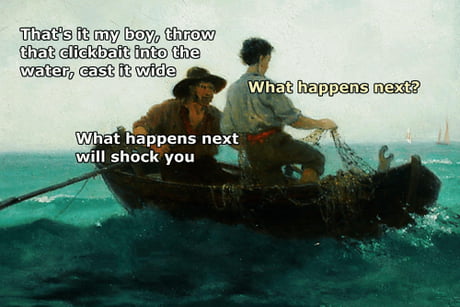 That's it my boy, throw
that clickbait into the
water, cast it wide
What happens next?
What happens next
will shock you